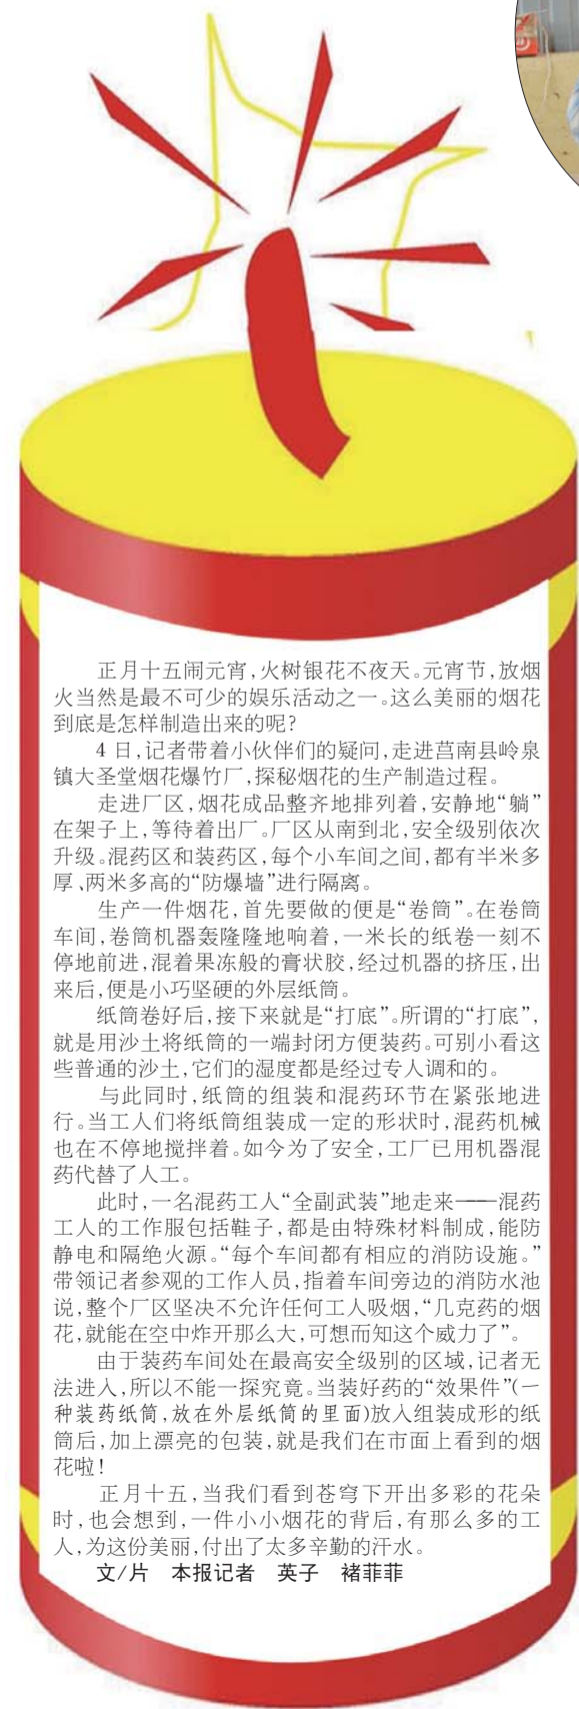 正月十五闹元宵，火树银花不夜天。元宵节，放烟
火当然是最不可少的娱乐活动之一。这么美丽的烟花
到底是怎样制造出来的呢？
4日，记者带着小伙伴们的疑问，走进莒南县岭泉
镇大圣堂烟花爆竹厂，探秘烟花的生产制造过程。
走进厂区，烟花成品整齐地排列着，安静地“躺”
在架子上，等待着出厂。厂区从南到北，安全级别依次
升级。混药区和装药区，每个小车间之间，都有半米多
厚、两米多高的“防爆墙”进行隔离。
生产一件烟花，首先要做的便是“卷筒”。在卷筒
车间，卷筒机器轰隆隆地响着，一米长的纸卷一刻不
停地前进，混着果冻般的膏状胶，经过机器的挤压，出
来后，便是小巧坚硬的外层纸筒。
纸筒卷好后，接下来就是“打底”。所谓的“打底”，
就是用沙土将纸筒的一端封闭方便装药。可别小看这
些普通的沙土，它们的湿度都是经过专人调和的。
与此同时，纸筒的组装和混药环节在紧张地进
行。当工人们将纸筒组装成一定的形状时，混药机械
也在不停地搅拌着。如今为了安全，工厂已用机器混
药代替了人工。
此时，一名混药工人“全副武装”地走来——混药
工人的工作服包括鞋子，都是由特殊材料制成，能防
静电和隔绝火源。“每个车间都有相应的消防设施。”
带领记者参观的工作人员，指着车间旁边的消防水池
说，整个厂区坚决不允许任何工人吸烟，“几克药的烟
花，就能在空中炸开那么大，可想而知这个威力了”。
由于装药车间处在最高安全级别的区域，记者无
法进入，所以不能一探究竟。当装好药的“效果件”(一
种装药纸筒，放在外层纸筒的里面)放入组装成形的纸
筒后，加上漂亮的包装，就是我们在市面上看到的烟
花啦！
正月十五，当我们看到苍穹下开出多彩的花朵
时，也会想到，一件小小烟花的背后，有那么多的工
人，为这份美丽，付出了太多辛勤的汗水。
文/片 本报记者 英子 褚菲菲